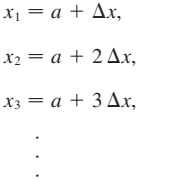 x₁ = a + Δx,
x₂ = a + 2 Δx,
x₃ = a + 3 Δx,
.
.
.